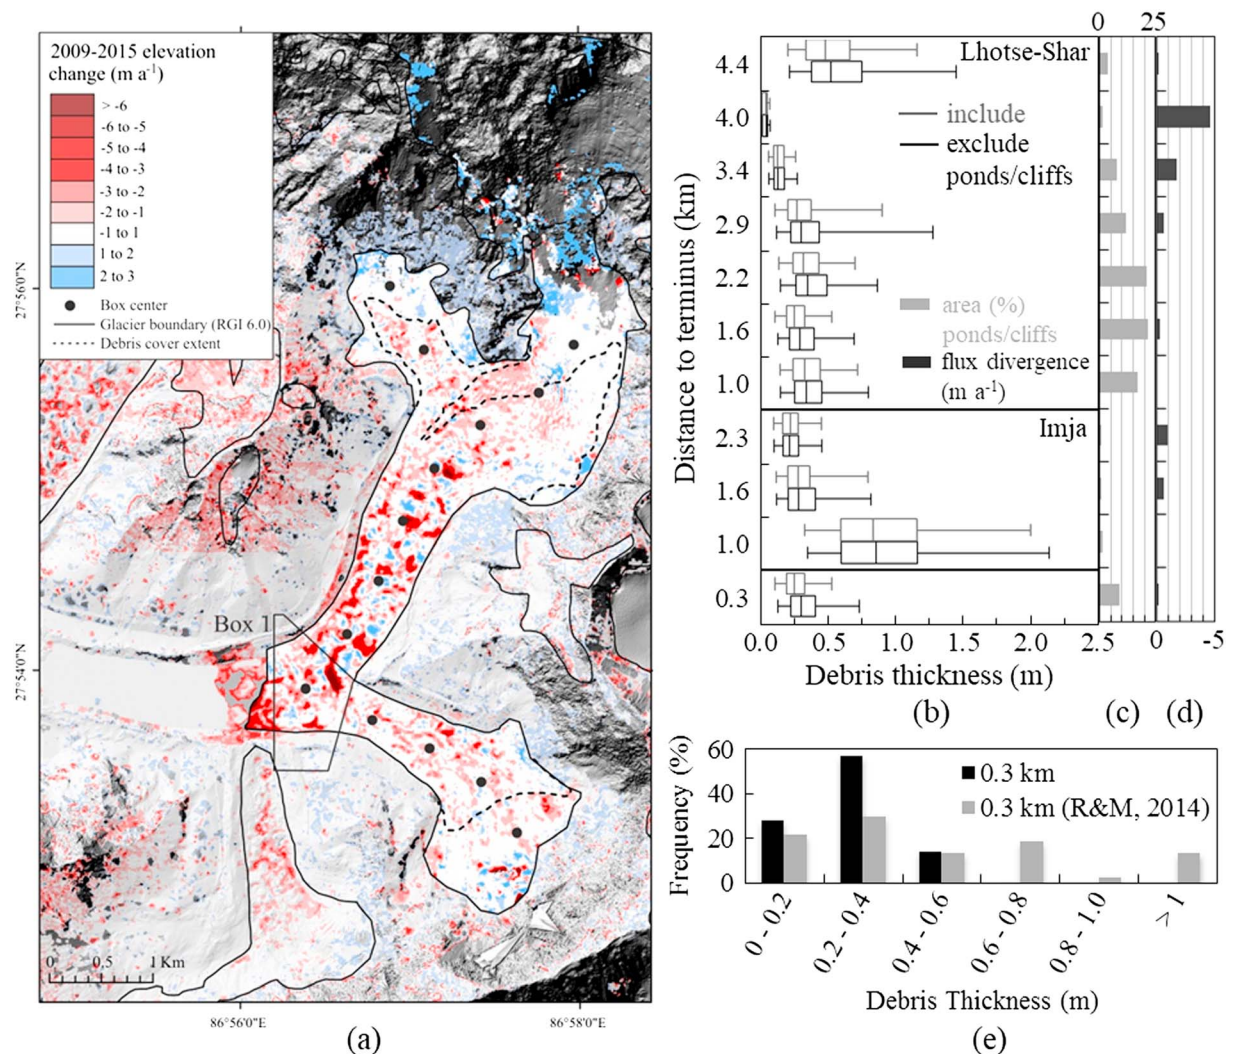 2009-2015 elevation
change (m a-1)
> -6
-6 to -5
-5 to -4
-4 to -3
-3 to -2
-2 to -1
-1 to 1
1 to 2
2 to 3
Box center
Glacier boundary (RGI 6.0)
Debris cover extent
27°56'0"N
27°54'0"N
Box 1
0 0,5 1 Km
86°56'0"E 86°58'0"E
(a)
Distance to terminus (km)
4.4
4.0
3.4
2.9
2.2
1.6
1.0
2.3
1.6
1.0
0.3
Lhotse-Shar
include
exclude
ponds/cliffs
area (%)
ponds/cliffs
flux divergence
(m a-1)
Imja
0 25
0.0 0.5 1.0 1.5 2.0 2.5 0 -5
Debris thickness (m)
(b) (c) (d)
Frequency (%)
60
40
20
0
0.3 km
0.3 km (R&M, 2014)
0 - 0.2
0.2 - 0.4
0.4 - 0.6
0.6 - 0.8
0.8 - 1.0
> 1
Debris Thickness (m)
(e)